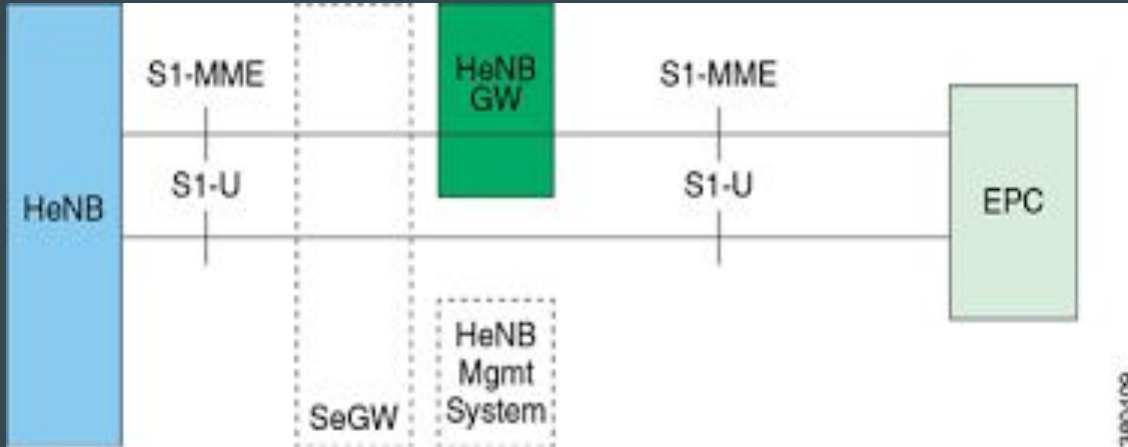 S1-MME
HeNB
GW
S1-MME
S1-U
S1-U
HeNB
EPC
HeNB
Mgmt
System
SeGW